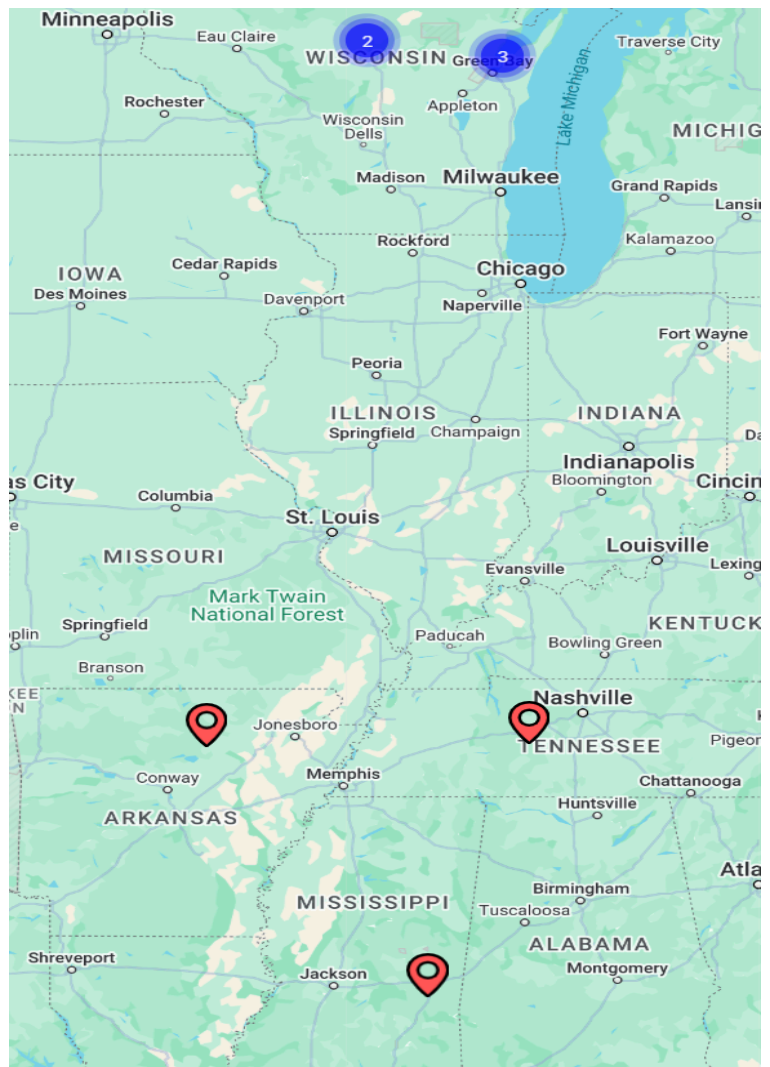 Minneapolis
Eau Claire
2
WISCONSIN
3
Green Bay
Traverse City
Rochester
Appleton
Wisconsin
Dells
Lake Michigan
MICHIG
Madison
Milwaukee
Grand Rapids
Lansin
Rockford
Kalamazoo
IOWA
Cedar Rapids
Chicago
Des Moines
Davenport
Naperville
Fort Wayne
Peoria
ILLINOIS
INDIANA
Springfield
Champaign
Da
Indianapolis
as City
Bloomington
Cincin
Columbia
St. Louis
e
MISSOURI
Louisville
Evansville
Lexing
Mark Twain
National Forest
Springfield
KENTUCK
plin
Paducah
Bowling Green
Branson
KEE
N
Nashville
Jonesboro
TENNESSEE
Pigeon
Conway
Memphis
Chattanooga
ARKANSAS
Huntsville
Atla
MISSISSIPPI
Birmingham
Tuscaloosa
ALABAMA
Shreveport
Jackson
Montgomery